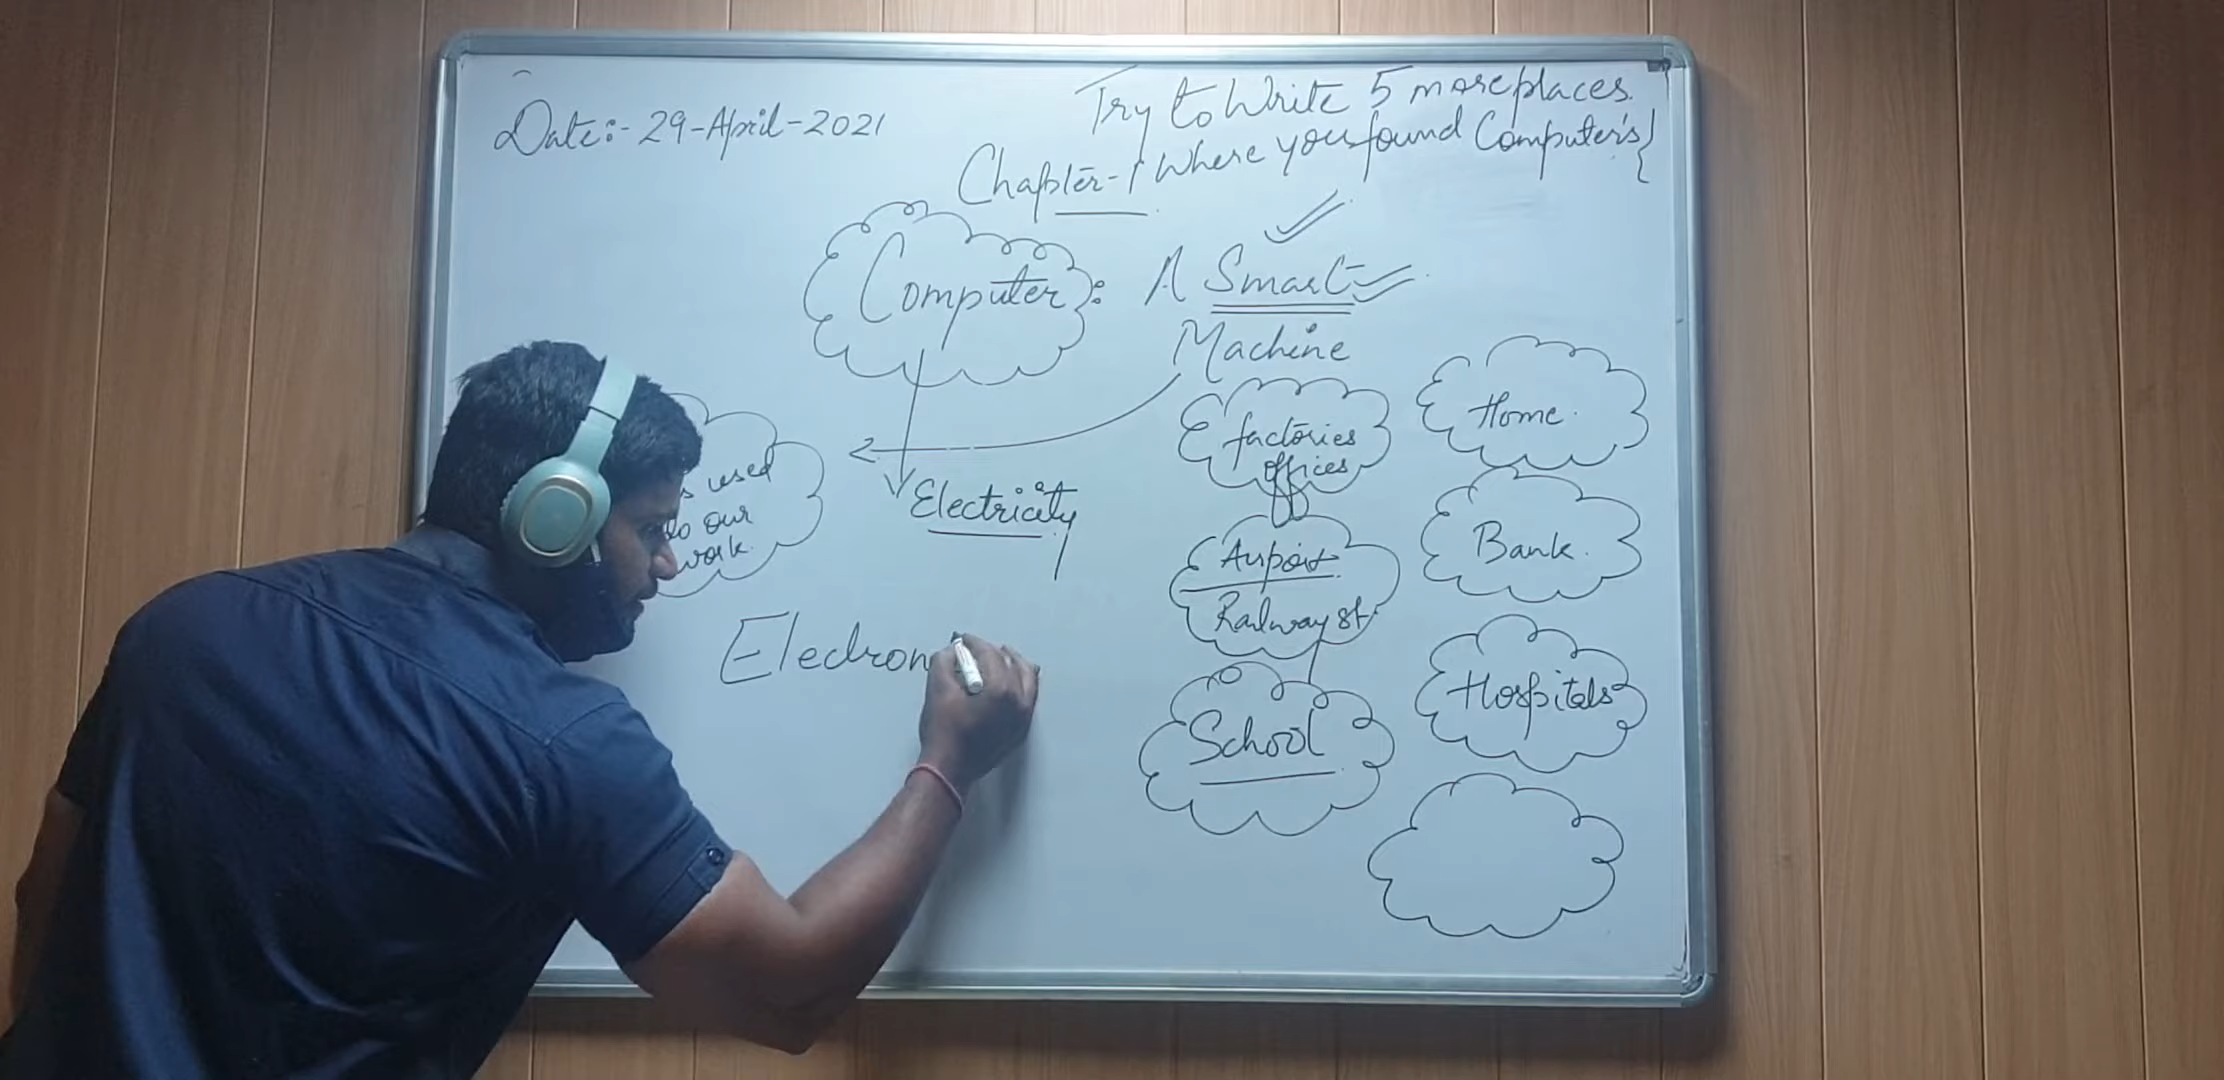 Date:- 29-April-2021
Try to Write 5 more places
Where you found Computer's}
Chapter-1
Computer: A Smart
Machine
used
do our
work.
Electricity
Electron
factories
offices
Home.
Airport
Railway st.
Bank.
School
Hospitals